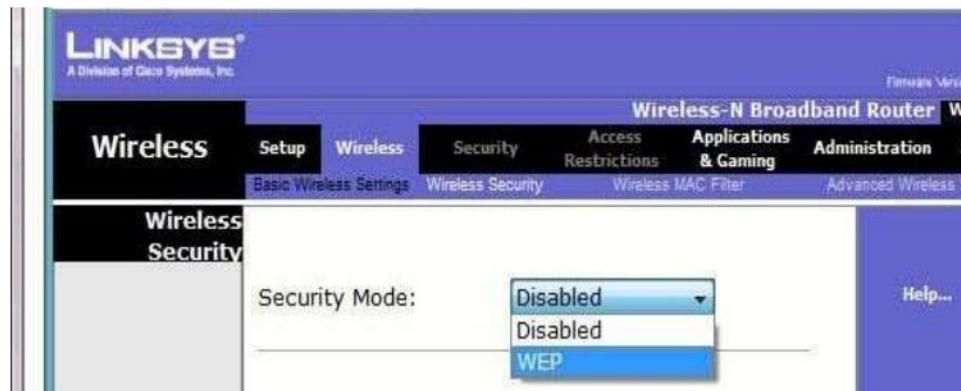 LINKSYS®
A Division of Cisco Systems, Inc.
Firmware
Wireless-N Broadband Router
Wireless
Setup
Wireless
Security
Access Restrictions
Applications & Gaming
Administration
Basic Wireless Settings
Wireless Security
Wireless MAC Filter
Advanced Wireless
Wireless
Security
Security Mode:
Disabled
Help...
Disabled
WEP